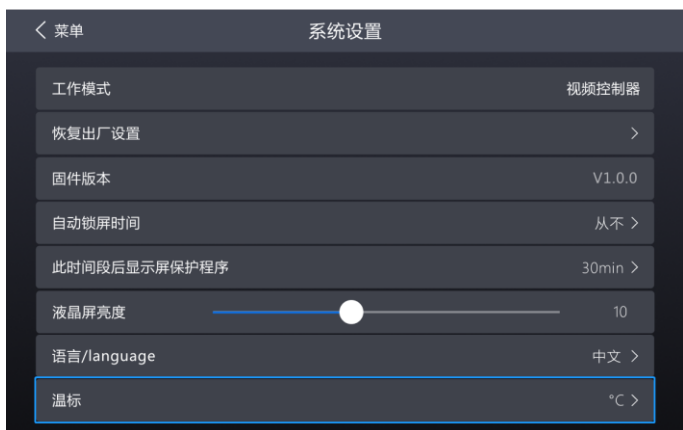 菜单
系统设置
工作模式 视频控制器
恢复出厂设置
固件版本 V1.0.0
自动锁屏时间 从不
此时间段后显示屏保护程序 30min
液晶屏亮度 10
语言/language 中文
温标 °C